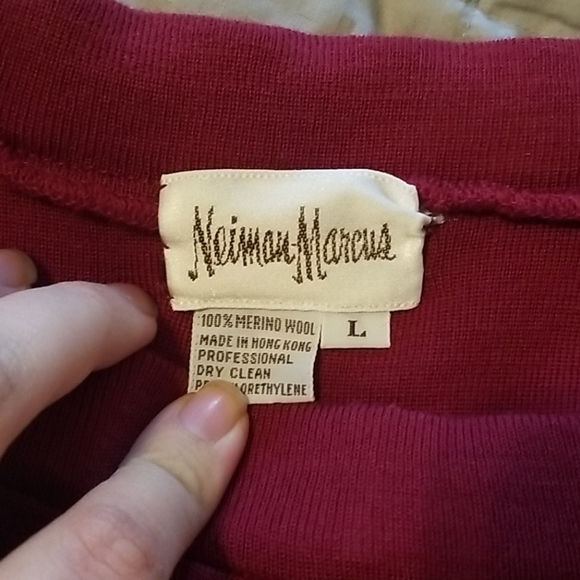 Neiman-Marcus
100% MERINO WOOL
MADE IN HONG KONG
PROFESSIONAL
DRY CLEAN
L